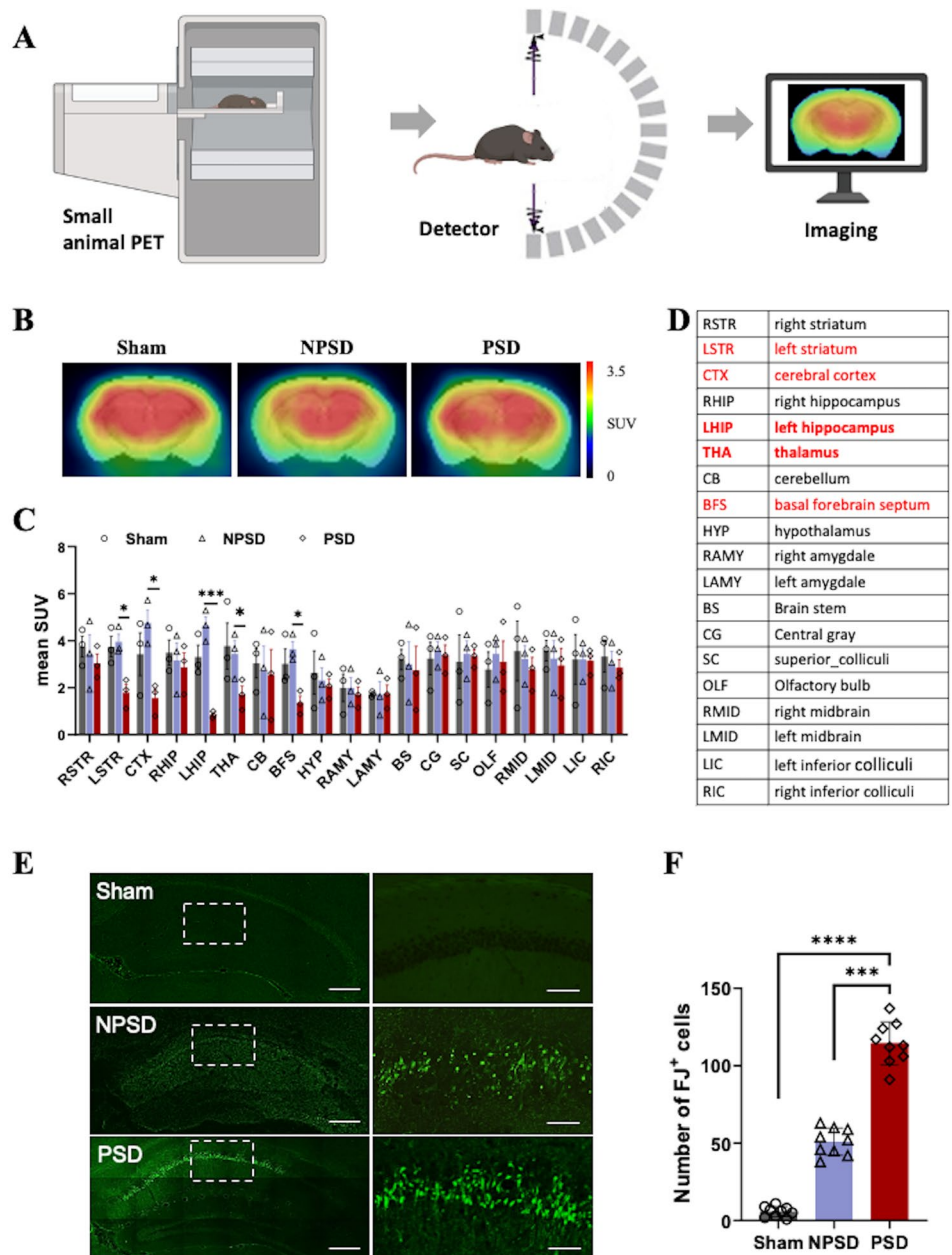 A
Small
animal PET
Detector
Imaging
B
Sham NPSD PSD
3.5
SUV
0
C
Sham NPSD PSD
mean SUV
8
6
4
2
0
* * *** * *
RSTR LSTR CTX RHIP LHIP THA CB BFS HYP RAMY LAMY BS CG SC OLF RMID LMID LIC RIC
D
RSTR right striatum
LSTR left striatum
CTX cerebral cortex
RHIP right hippocampus
LHIP left hippocampus
THA thalamus
CB cerebellum
BFS basal forebrain septum
HYP hypothalamus
RAMY right amygdale
LAMY left amygdale
BS Brain stem
CG Central gray
SC superior_colliculi
OLF Olfactory bulb
RMID right midbrain
LMID left midbrain
LIC left inferior colliculi
RIC right inferior colliculi
E
Sham
NPSD
PSD
F
****
***
Number of FJ⁺ cells
150
100
50
0
Sham NPSD PSD